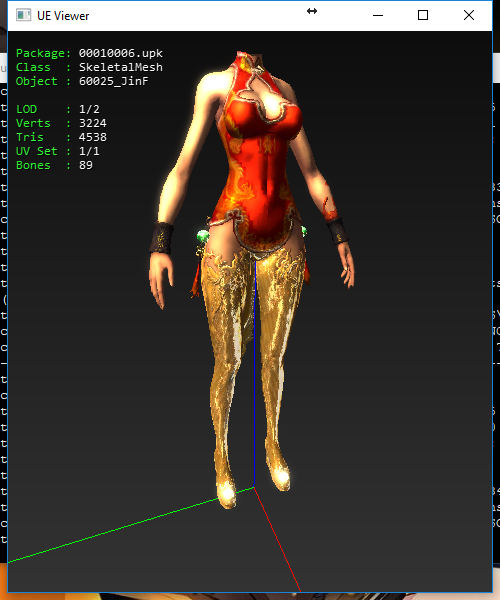 UE Viewer
Package: 00010006.upk
Class : SkeletalMesh
Object : 60025_JinF
LOD : 1/2
Verts : 3224
Tris : 4538
UV Set : 1/1
Bones : 89